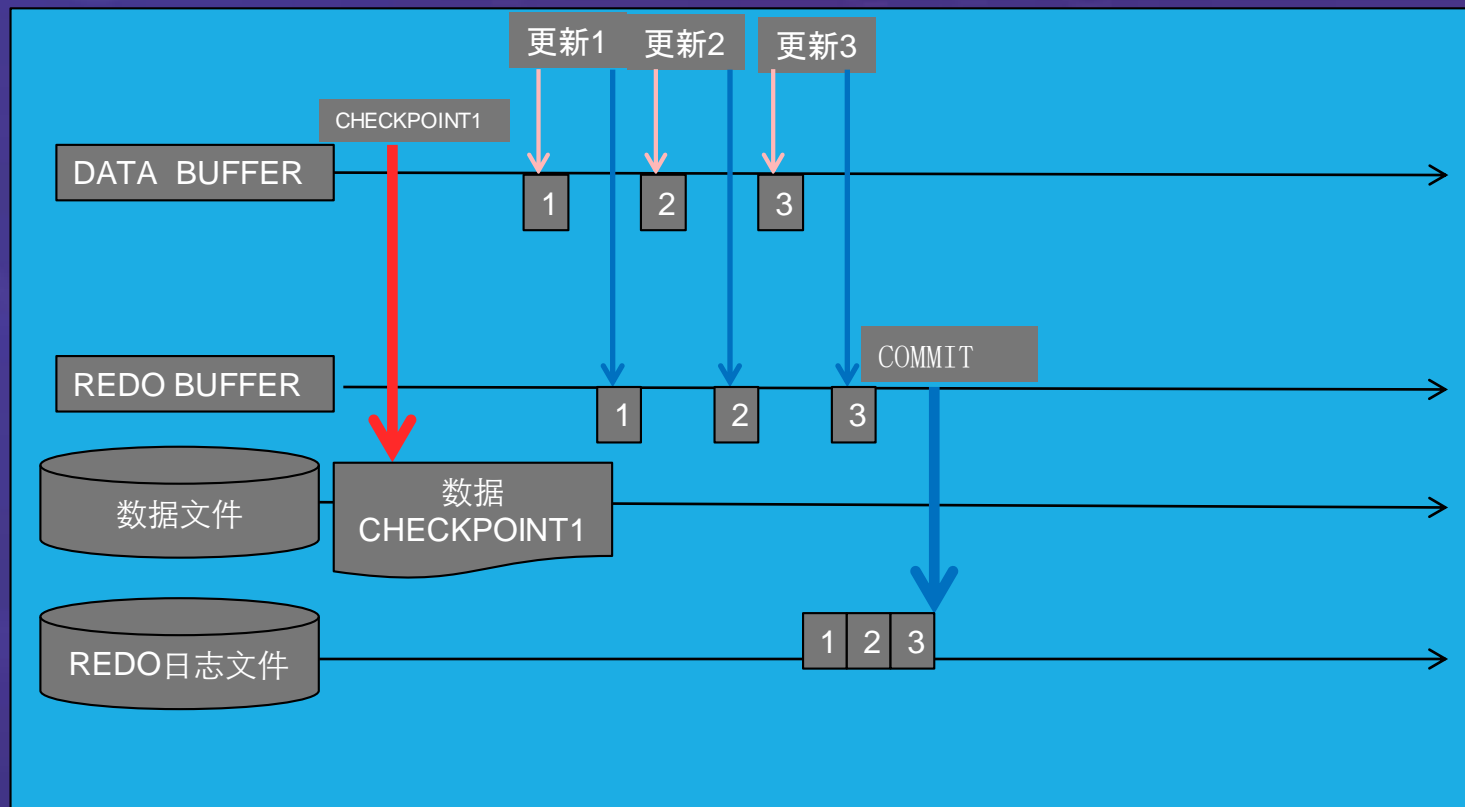 更新1
更新2
更新3
CHECKPOINT1
DATA BUFFER
1
2
3
COMMIT
REDO BUFFER
1
2
3
数据文件
数据
CHECKPOINT1
REDO日志文件
1
2
3